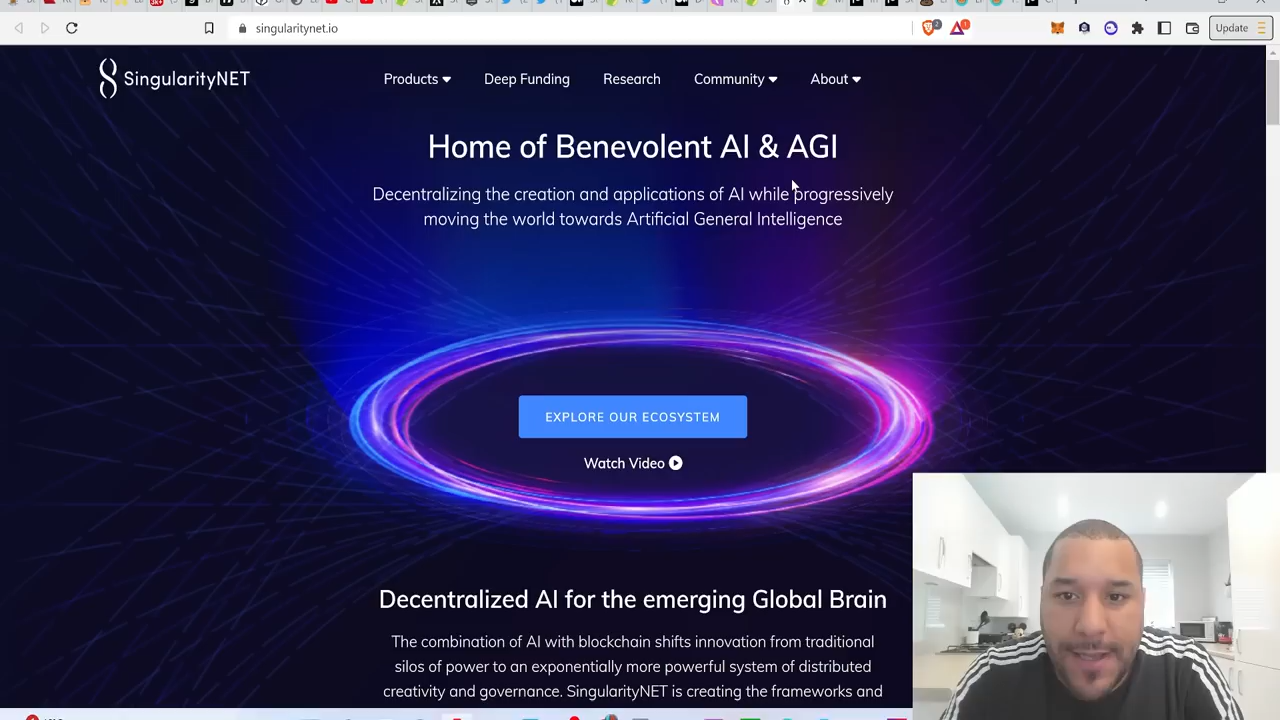 singularitynet.io
2
1
Update
SingularityNET
Products
Deep Funding
Research
Community
About
Home of Benevolent AI & AGI
Decentralizing the creation and applications of AI while progressively
moving the world towards Artificial General Intelligence
EXPLORE OUR ECOSYSTEM
Watch Video
Decentralized AI for the emerging Global Brain
The combination of AI with blockchain shifts innovation from traditional
silos of power to an exponentially more powerful system of distributed
creativity and governance. SingularityNET is creating the frameworks and